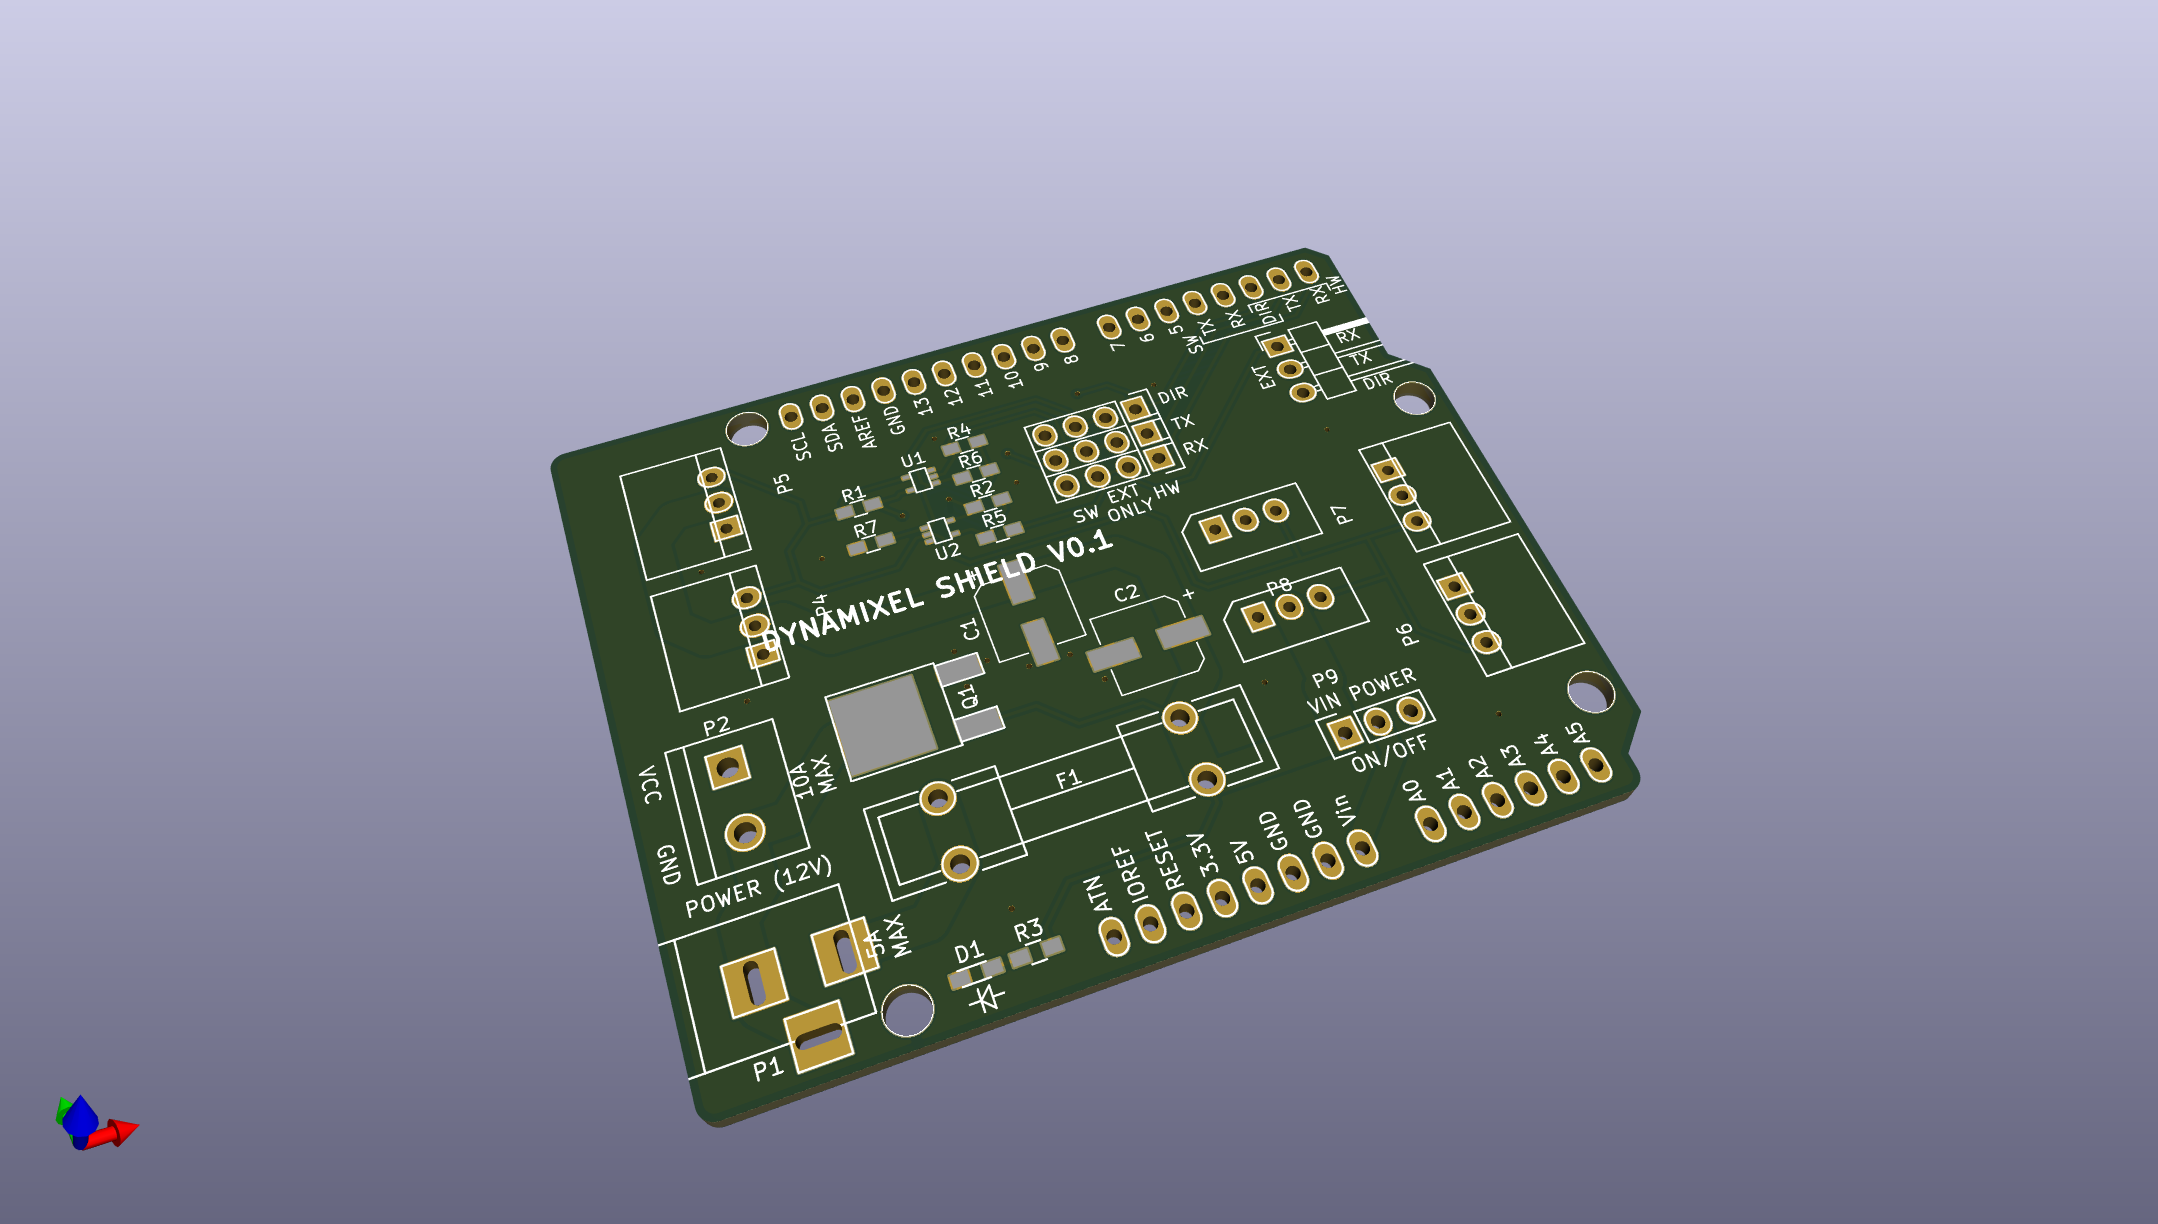 HW
RX
TX
DIR
RX
TX
SW
5
6
7
8
9
10
11
12
13
GND
AREF
SDA
SCL
RX
TX
DIR
EXT
DIR
TX
RX
HW
EXT
ONLY
SW
R4
U1
R6
R2
R1
R5
R7
U2
P5
P7
DYNAMIXEL SHIELD V0.1
+
P4
C1
C2
+
P8
P6
P9
VIN POWER
ON/OFF
Q1
P2
VCC
GND
10A
MAX
F1
POWER (12V)
A0
A1
A2
A3
A4
A5
ATN
IOREF
RESET
3.3V
5V
GND
GND
Vin
5A
MAX
D1
R3
P1